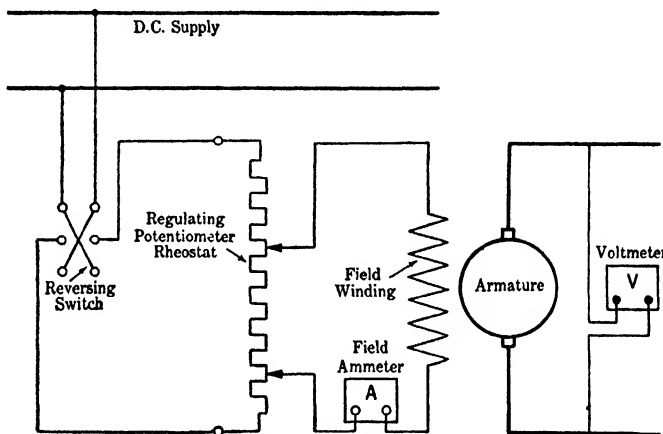 D.C. Supply
Regulating
Potentiometer
Rheostat
Reversing
Switch
Field
Winding
Field
Ammeter
A
Armature
Voltmeter
V